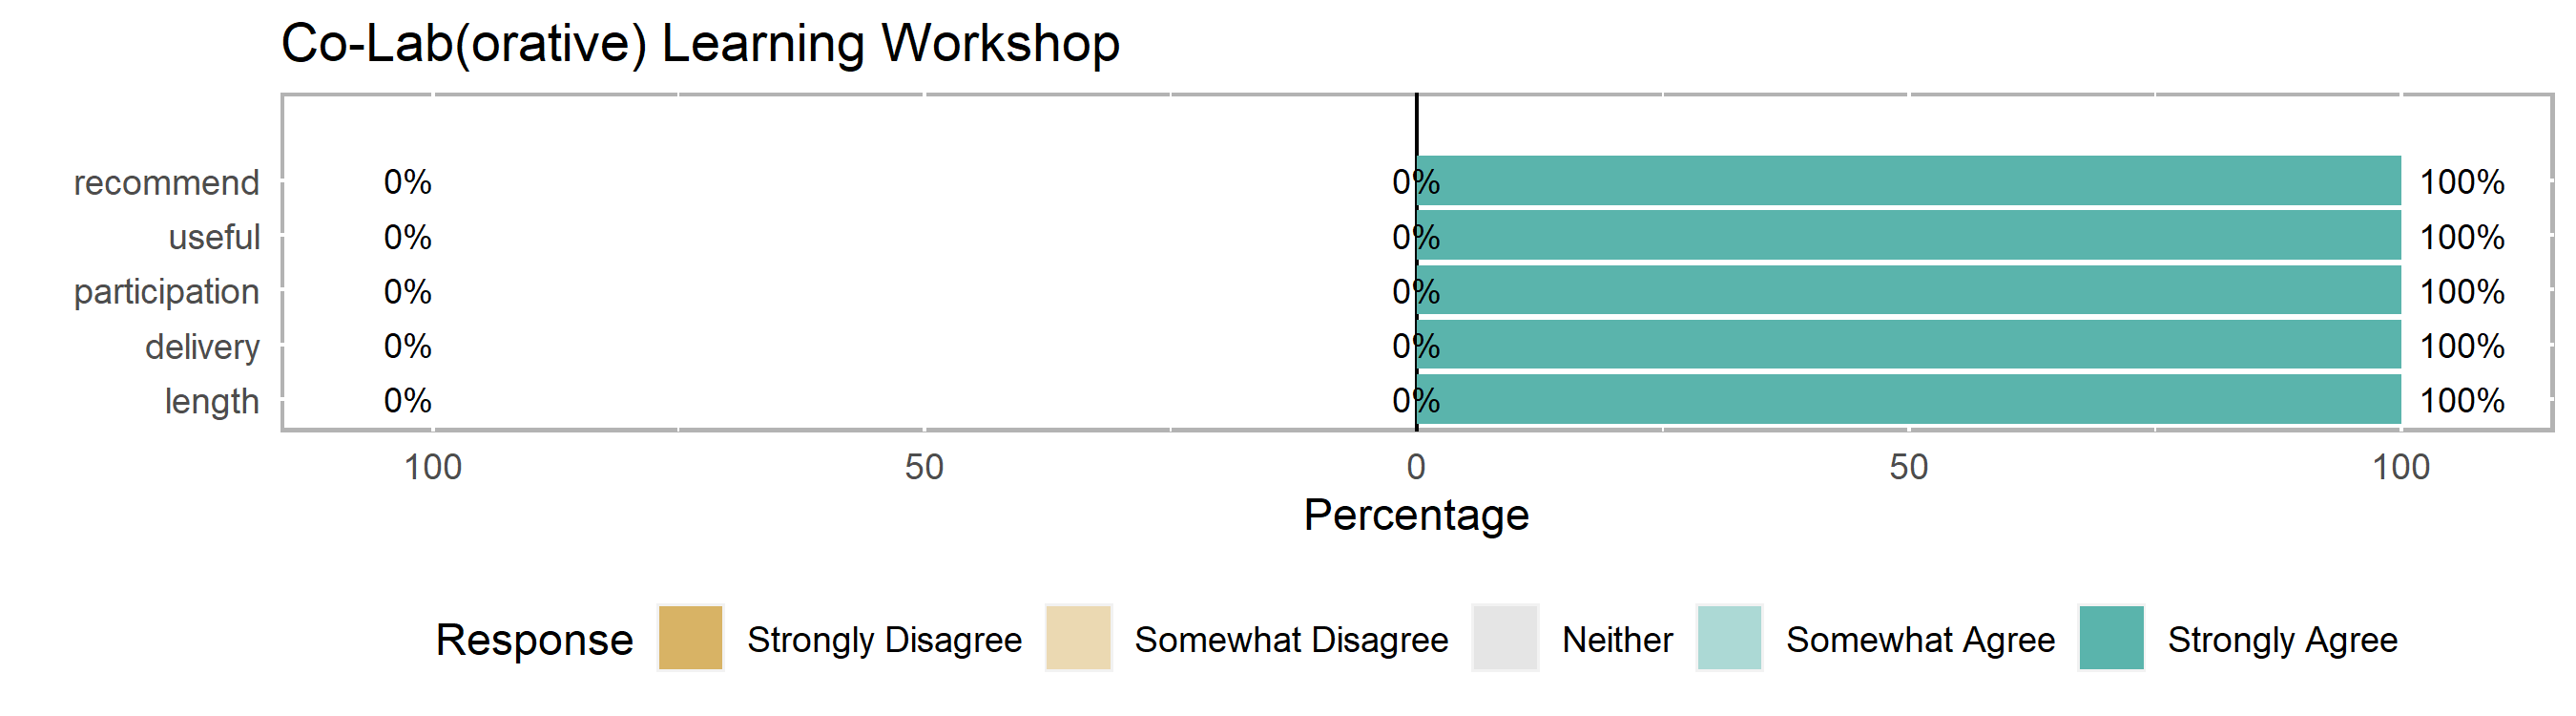 Co-Lab(orative) Learning Workshop
recommend 0% 0% 100%
useful 0% 0% 100%
participation 0% 0% 100%
delivery 0% 0% 100%
length 0% 0% 100%
100 50 0 50 100
Percentage
Response Strongly Disagree Somewhat Disagree Neither Somewhat Agree Strongly Agree